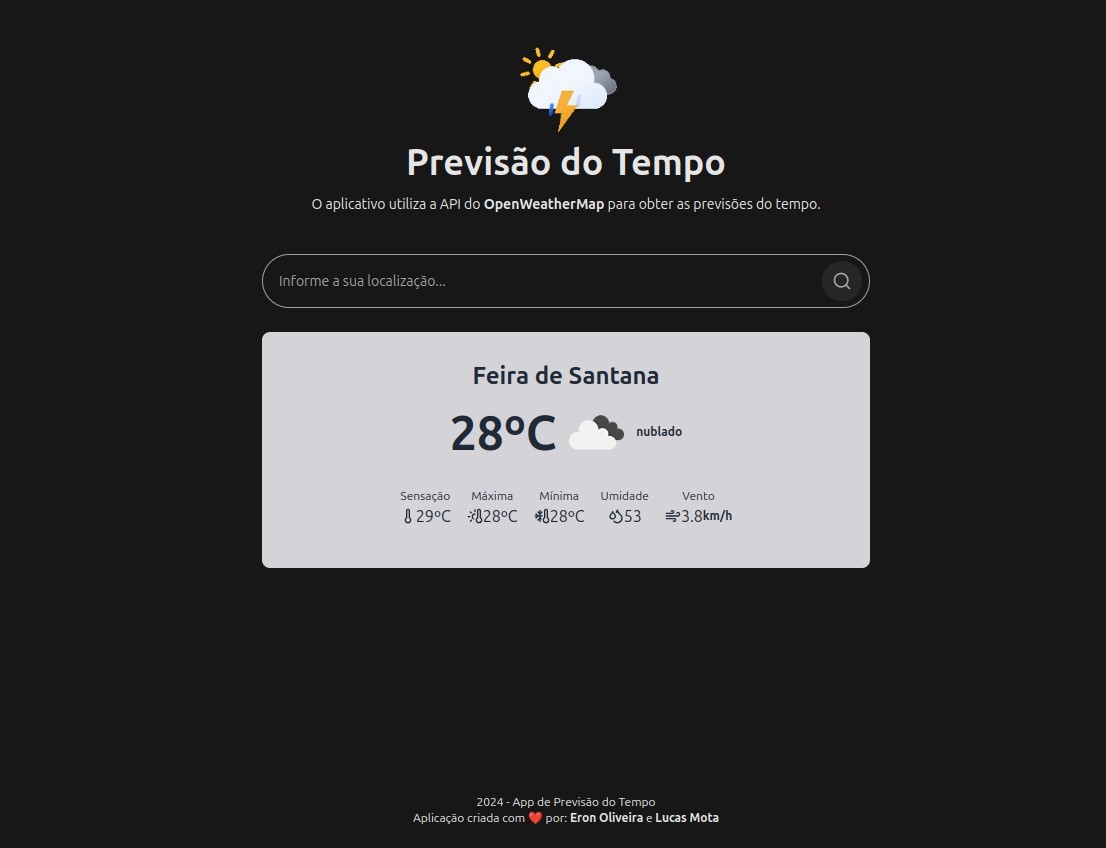 Previsão do Tempo
O aplicativo utiliza a API do OpenWeatherMap para obter as previsões do tempo.
Informe a sua localização...
Feira de Santana
28ºC nublado
Sensação Máxima Mínima Umidade Vento
29ºC 28ºC 28ºC 53 3.8km/h
2024 - App de Previsão do Tempo
Aplicação criada com ❤️ por: Eron Oliveira e Lucas Mota